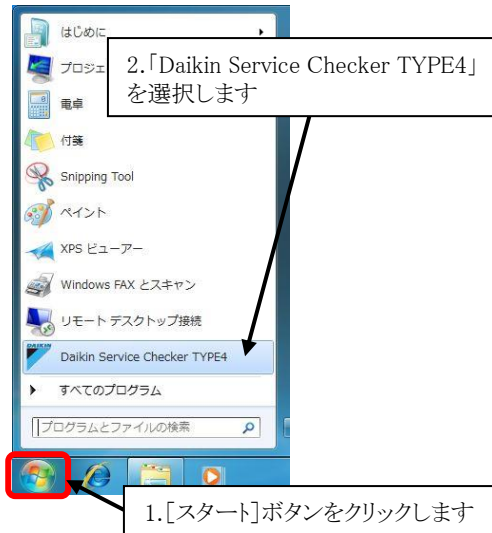 はじめに
プロジェ
2.「Daikin Service Checker TYPE4」
を選択します
電卓
付箋
Snipping Tool
ペイント
XPS ビューアー
Windows FAX とスキャン
リモート デスクトップ接続
DAIKIN
Daikin Service Checker TYPE4
すべてのプログラム
プログラムとファイルの検索
1.[スタート]ボタンをクリックします